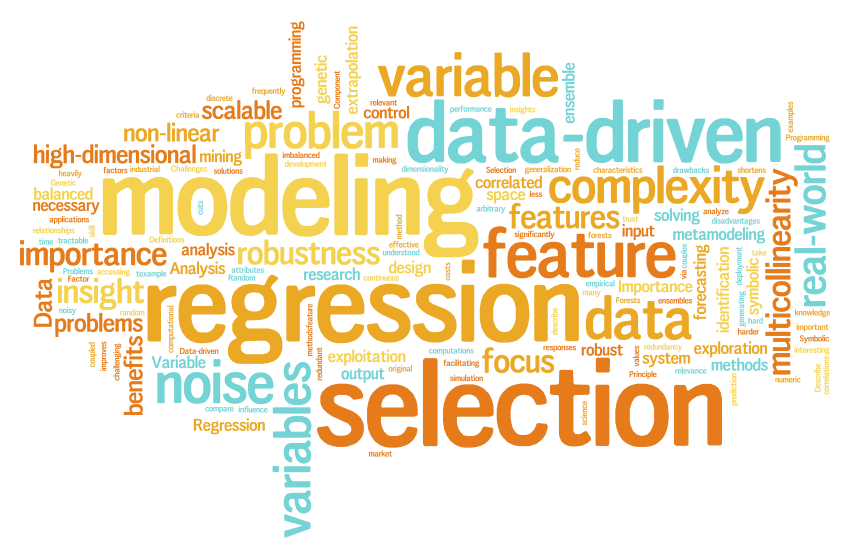 programming
genetic
Component
extrapolation
variable
ensemble
frequently
discrete
criteria
scalable
relevant
control
performance
insights
examples
non-linear
problem
data-driven
Programming
high-dimensional
mining
imbalanced
making
reduce
development
heavily
factors
industrial
Challenges
solutions
dimensionality
Selection
generalization
characteristics
drawbacks
shortens
Genetic
balanced
modeling
correlated
space
less
complexity
real-world
necessary
cuts
arbitrary
features
trust
solving
analyze
disadvantages
multicollinearity
applications
relationships
skill
method
significantly
forests
input
metamodeling
time
tractable
Definitions
importance
analysis
robustness
effective
understood
feature
via
couples
forecasting
identification
deployment
take
symbolic
Problems
accessing
texample
Analysis
attributes
Random
research
continuous
design
costs
empirical
many
Importance
Data
Factor
insight
regression
Forests
ensembles
generating
hard
knowledge
noisy
random
computational
describe
data
harder
important
problems
methodsfeature
Symbolic
coupled
improves
challenging
benefits
Data-driven
Variable
redundant
exploitation
computations
focus
responses
robust
values
redundancy
system
exploration
interesting
noise
output
original
facilitating
simulation
Principle
relevance
methods
numeric
Describe
correlations
compare
influence
variables
selection
science
prediction
Regression
market